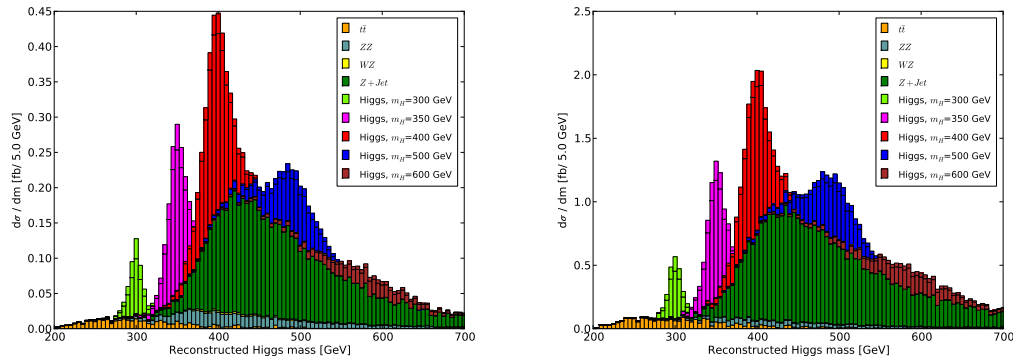 0.45
0.40
0.35
0.30
0.25
0.20
0.15
0.10
0.05
0.00
dσ / dm [fb/ 5.0 GeV]
200 300 400 500 600 700
Reconstructed Higgs mass [GeV]
tt̄
ZZ
WZ
Z + Jet
Higgs, m_H=300 GeV
Higgs, m_H=350 GeV
Higgs, m_H=400 GeV
Higgs, m_H=500 GeV
Higgs, m_H=600 GeV
2.5
2.0
1.5
1.0
0.5
0.0
dσ / dm [fb/ 5.0 GeV]
200 300 400 500 600 700
Reconstructed Higgs mass [GeV]
tt̄
ZZ
WZ
Z + Jet
Higgs, m_H=300 GeV
Higgs, m_H=350 GeV
Higgs, m_H=400 GeV
Higgs, m_H=500 GeV
Higgs, m_H=600 GeV